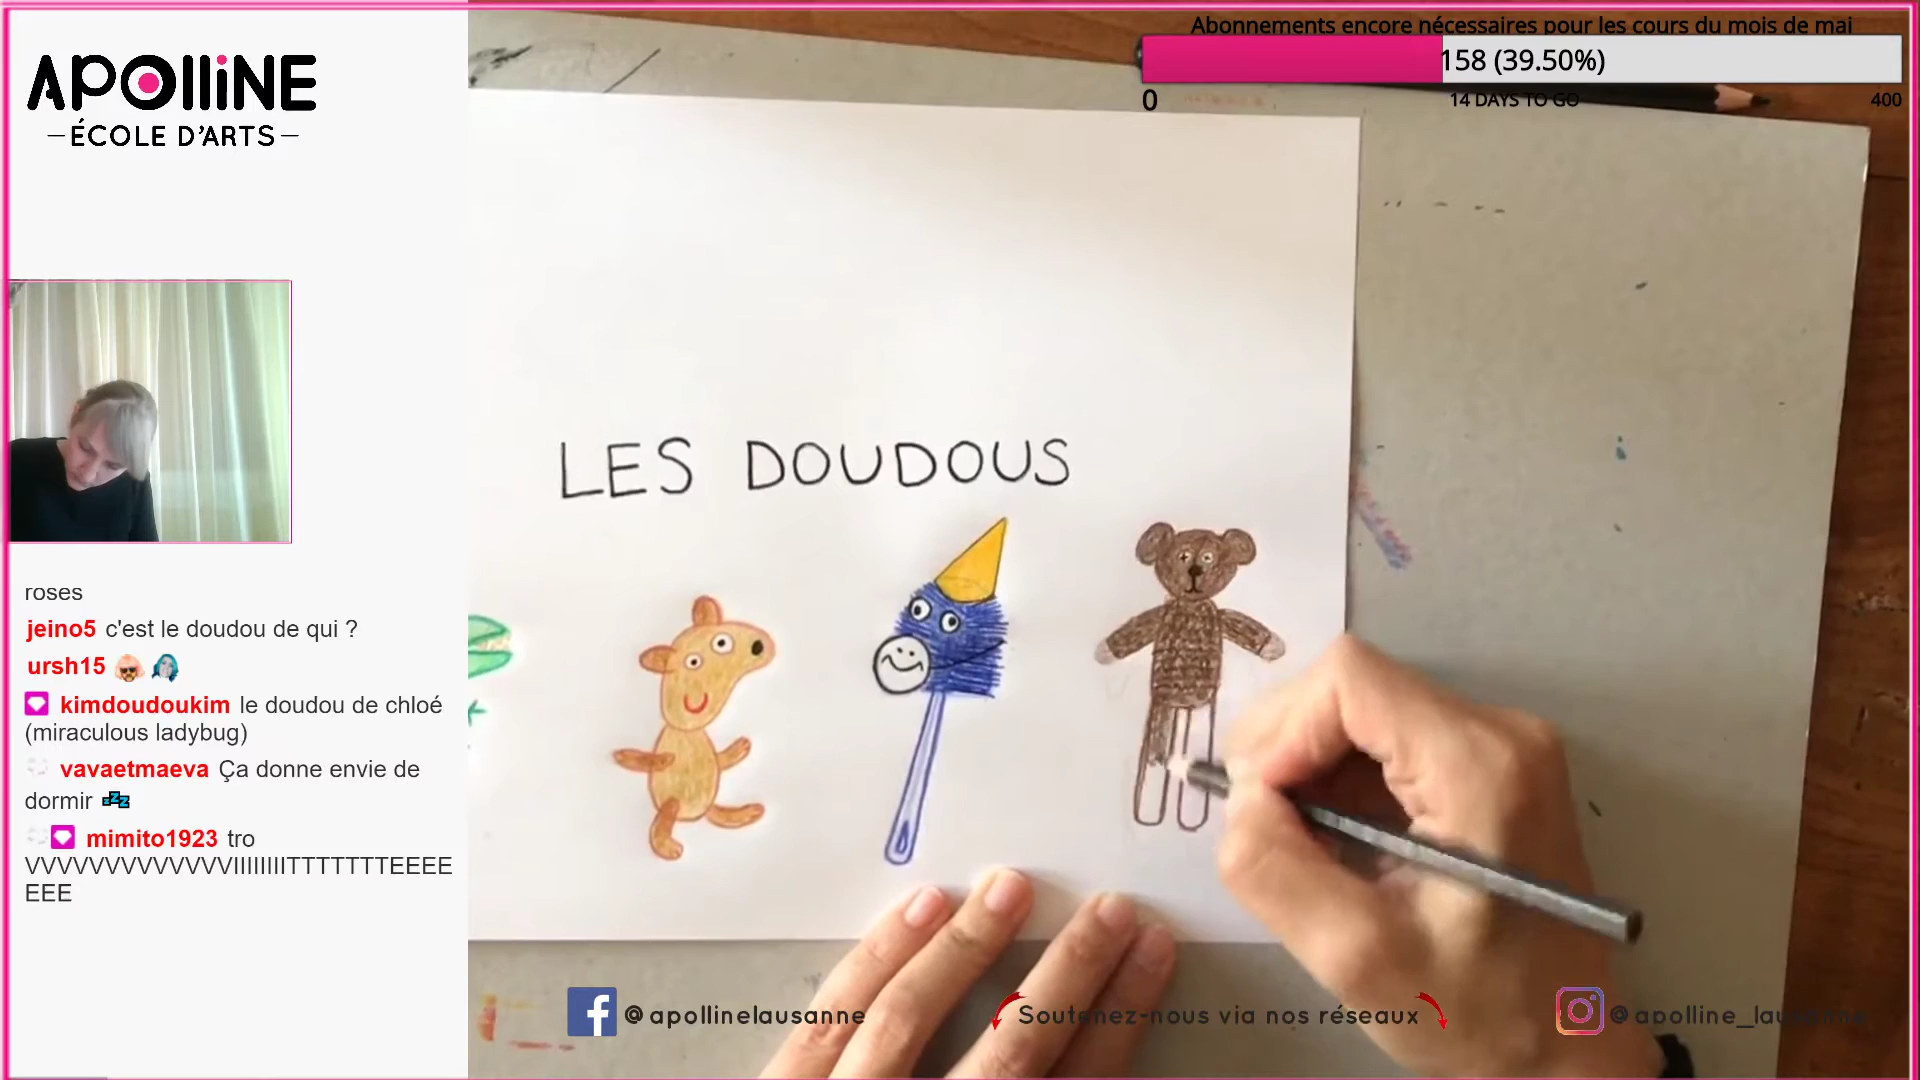 APOLLINE
ÉCOLE D'ARTS
Abonnements encore nécessaires pour les cours du mois de mai
158 (39.50%)
0
14 DAYS TO GO
400
LES DOUDOUS
roses
jeino5 c'est le doudou de qui ?
ursh15
kimdoudoukim le doudou de chloé
(miraculous ladybug)
vavaetmaeva Ça donne envie de
dormir
mimito1923 tro
VVVVVVVVVVVVVIIIIIIIITTTTTTTEEEE
EEE
@apollinelausanne
Soutenez-nous via nos réseaux